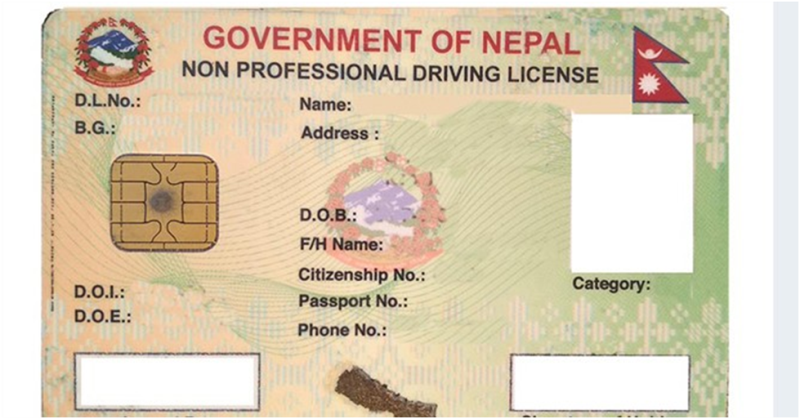 GOVERNMENT OF NEPAL
NON PROFESSIONAL DRIVING LICENSE
D.L.No.:
Name:
B.G.:
Address :
D.O.B.:
F/H Name:
Citizenship No.:
Category:
D.O.I.:
Passport No.:
D.O.E.:
Phone No.: